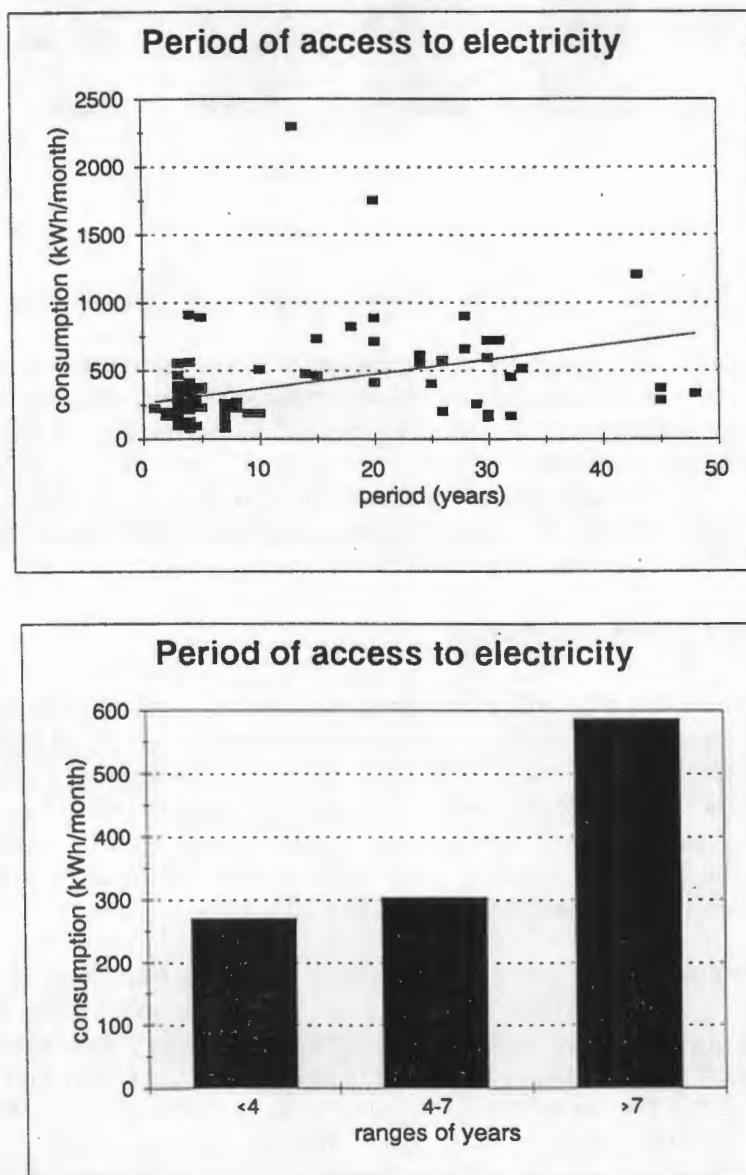 Period of access to electricity
consumption (kWh/month)
2500
2000
1500
1000
500
0
0 10 20 30 40 50
period (years)
Period of access to electricity
consumption (kWh/month)
600
500
400
300
200
100
0
<4 4-7 >7
ranges of years